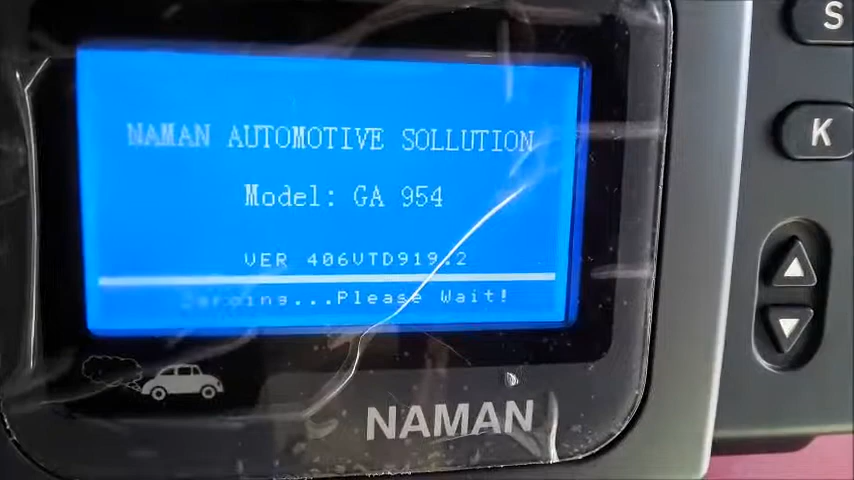 NAMAN AUTOMOTIVE SOLLUTION
Model: GA 954
VER 406VTD919.2
...Please Wait!
NAMAN
S
K